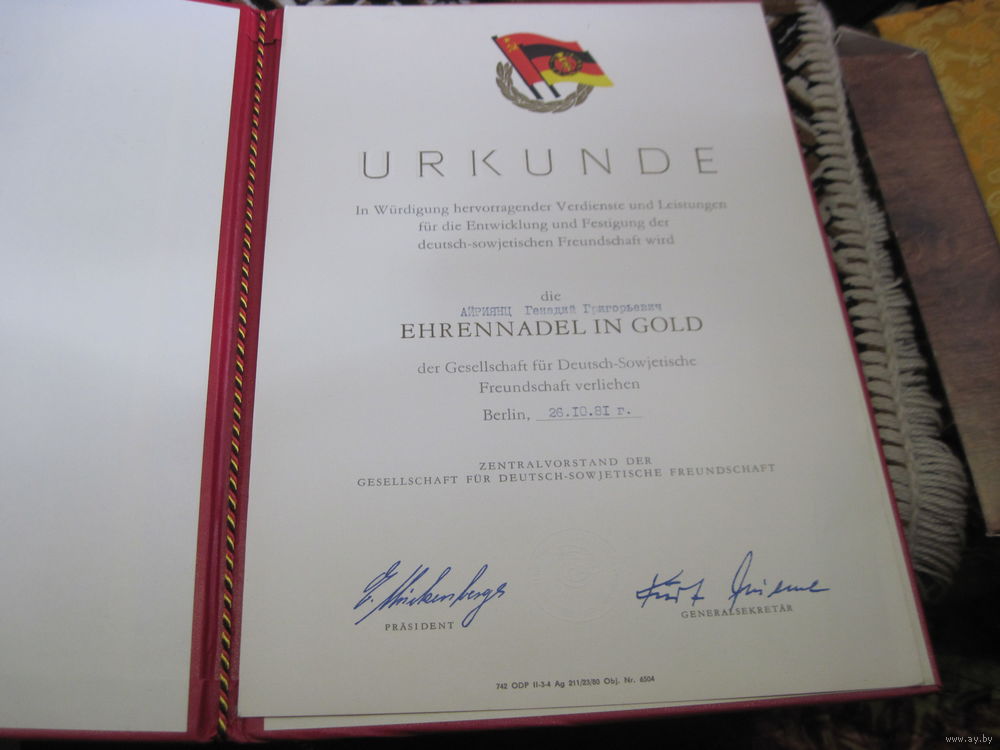 URKUNDE
In Würdigung hervorragender Verdienste und Leistungen
für die Entwicklung und Festigung der
deutsch-sowjetischen Freundschaft wird
die
АЙРИЯНЦ Генадий Григорьевич
EHRENNADEL IN GOLD
der Gesellschaft für Deutsch-Sowjetische
Freundschaft verliehen
Berlin, 26.IO.8I г.
ZENTRALVORSTAND DER
GESELLSCHAFT FÜR DEUTSCH-SOWJETISCHE FREUNDSCHAFT
PRÄSIDENT
Kurt
GENERALSEKRETÄR
742 ODP II-3-4 Ag 211/23/80 Obj. Nr. 6504
www.ay.by